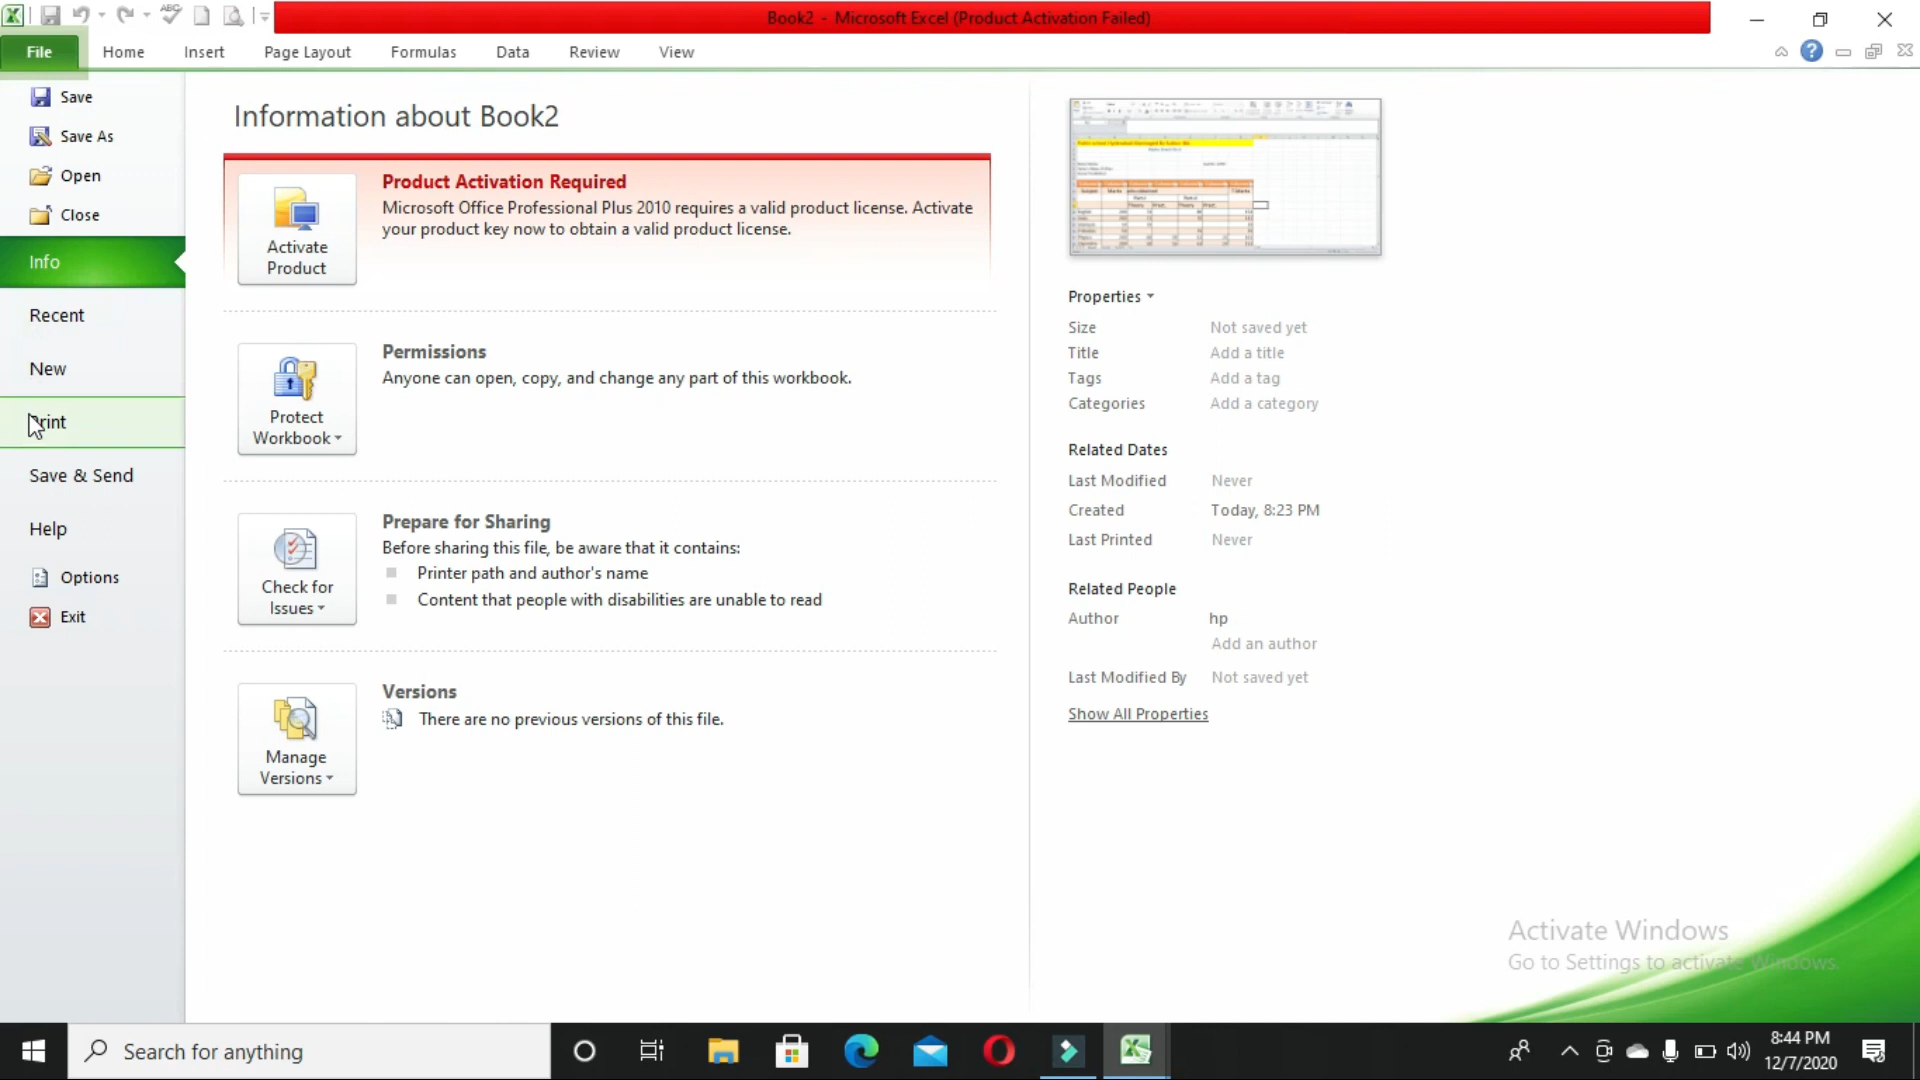 ABC
Book2 - Microsoft Excel (Product Activation Failed)
File Home Insert Page Layout Formulas Data Review View
?
Save
Save As
Open
Close
Info
Recent
New
Print
Save & Send
Help
Options
Exit
Information about Book2
Activate Product
Product Activation Required
Microsoft Office Professional Plus 2010 requires a valid product license. Activate
your product key now to obtain a valid product license.
Protect Workbook
Permissions
Anyone can open, copy, and change any part of this workbook.
Check for Issues
Prepare for Sharing
Before sharing this file, be aware that it contains:
Printer path and author's name
Content that people with disabilities are unable to read
Manage Versions
Versions
There are no previous versions of this file.
Properties
Size Not saved yet
Title Add a title
Tags Add a tag
Categories Add a category
Related Dates
Last Modified Never
Created Today, 8:23 PM
Last Printed Never
Related People
Author hp
Add an author
Last Modified By Not saved yet
Show All Properties
Activate Windows
Go to Settings to activate Windows.
Search for anything
8:44 PM
12/7/2020